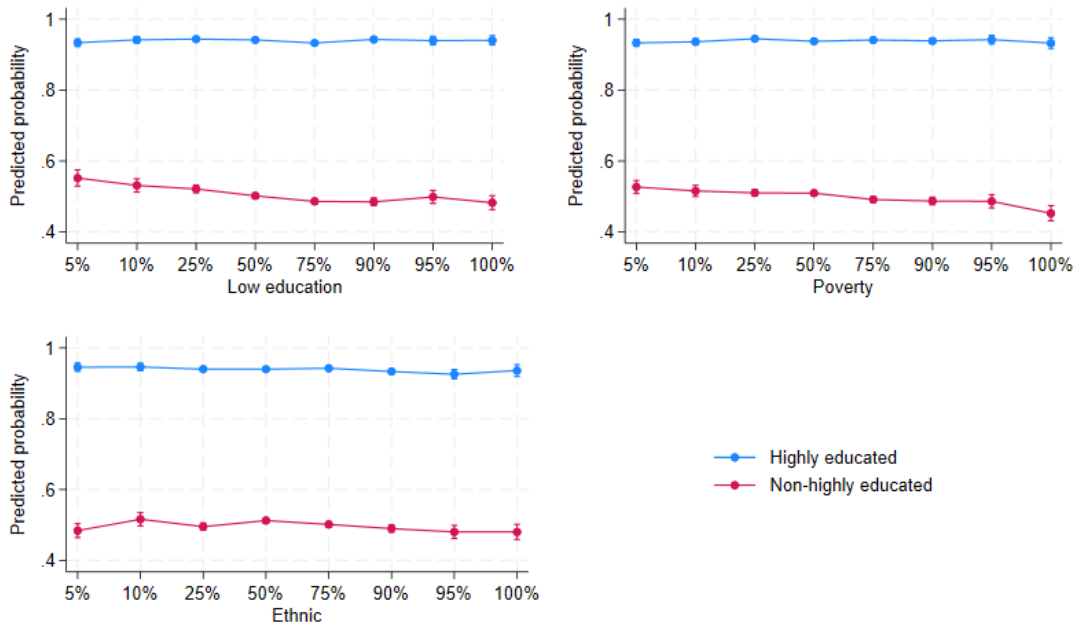 Predicted probability
1
.8
.6
.4
5% 10% 25% 50% 75% 90% 95% 100%
Low education
Predicted probability
1
.8
.6
.4
5% 10% 25% 50% 75% 90% 95% 100%
Poverty
Predicted probability
1
.8
.6
.4
5% 10% 25% 50% 75% 90% 95% 100%
Ethnic
Highly educated
Non-highly educated